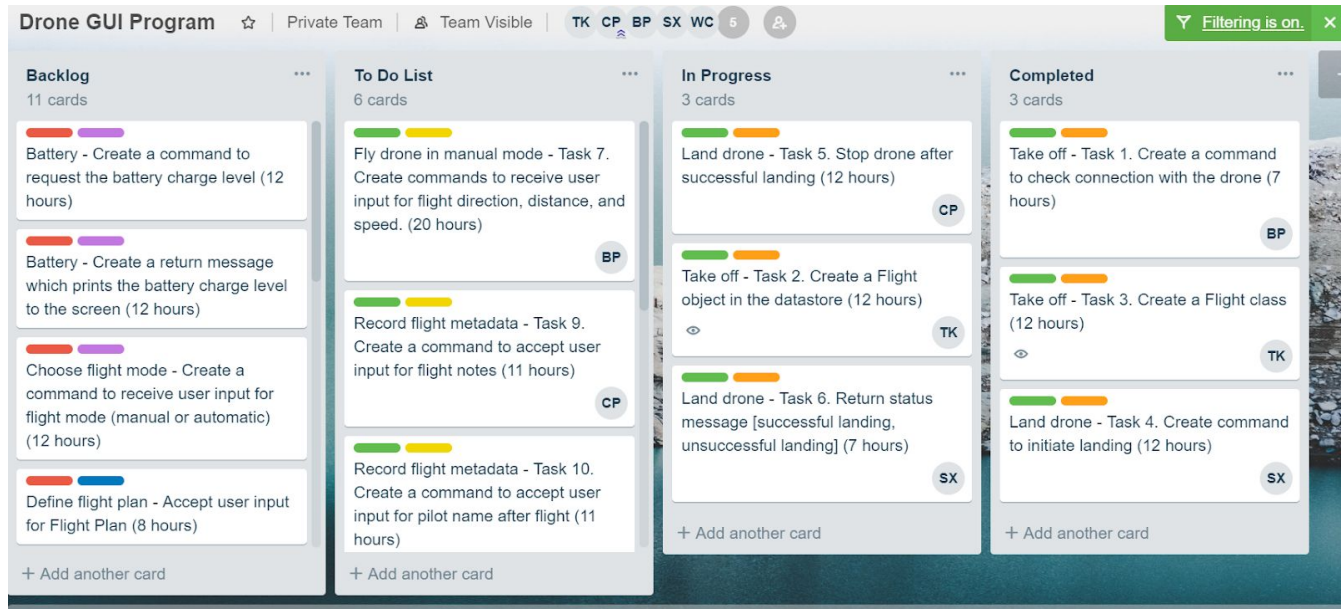 Drone GUI Program
Private Team
Team Visible
TK CP BP SX WC 5
Filtering is on.
Backlog
11 cards
Battery - Create a command to
request the battery charge level (12
hours)
Battery - Create a return message
which prints the battery charge level
to the screen (12 hours)
Choose flight mode - Create a
command to receive user input for
flight mode (manual or automatic)
(12 hours)
Define flight plan - Accept user input
for Flight Plan (8 hours)
+ Add another card
To Do List
6 cards
Fly drone in manual mode - Task 7.
Create commands to receive user
input for flight direction, distance, and
speed. (20 hours)
BP
Record flight metadata - Task 9.
Create a command to accept user
input for flight notes (11 hours)
CP
Record flight metadata - Task 10.
Create a command to accept user
input for pilot name after flight (11
hours)
+ Add another card
In Progress
3 cards
Land drone - Task 5. Stop drone after
successful landing (12 hours)
CP
Take off - Task 2. Create a Flight
object in the datastore (12 hours)
TK
Land drone - Task 6. Return status
message [successful landing,
unsuccessful landing] (7 hours)
SX
+ Add another card
Completed
3 cards
Take off - Task 1. Create a command
to check connection with the drone (7
hours)
BP
Take off - Task 3. Create a Flight class
(12 hours)
TK
Land drone - Task 4. Create command
to initiate landing (12 hours)
SX
+ Add another card